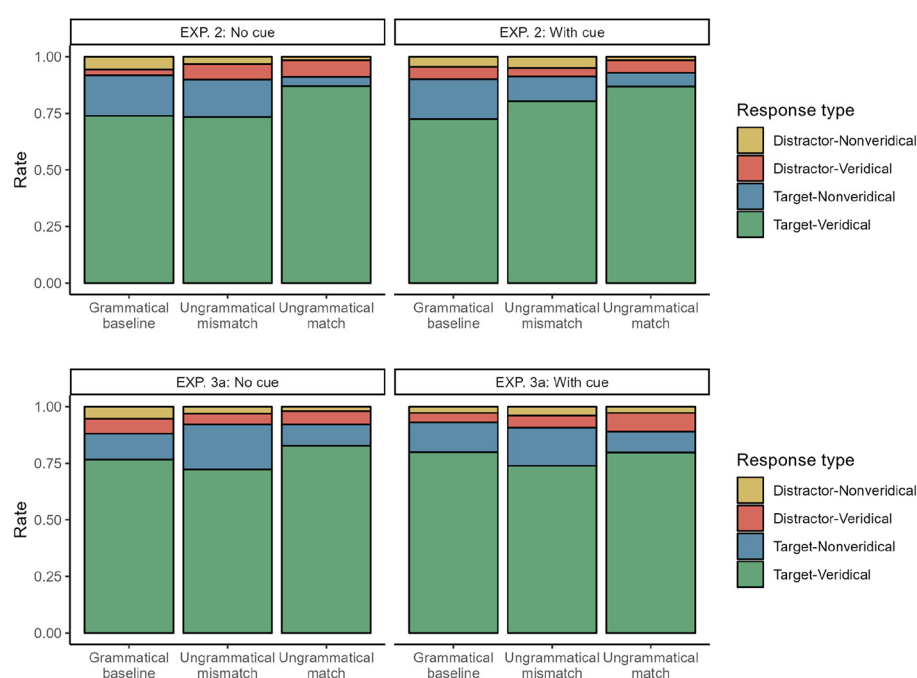 EXP. 2: No cue
EXP. 2: With cue
1.00
0.75
0.50
0.25
0.00
Rate
Grammatical baseline
Ungrammatical mismatch
Ungrammatical match
Grammatical baseline
Ungrammatical mismatch
Ungrammatical match
Response type
Distractor-Nonveridical
Distractor-Veridical
Target-Nonveridical
Target-Veridical
EXP. 3a: No cue
EXP. 3a: With cue
1.00
0.75
0.50
0.25
0.00
Rate
Grammatical baseline
Ungrammatical mismatch
Ungrammatical match
Grammatical baseline
Ungrammatical mismatch
Ungrammatical match
Response type
Distractor-Nonveridical
Distractor-Veridical
Target-Nonveridical
Target-Veridical